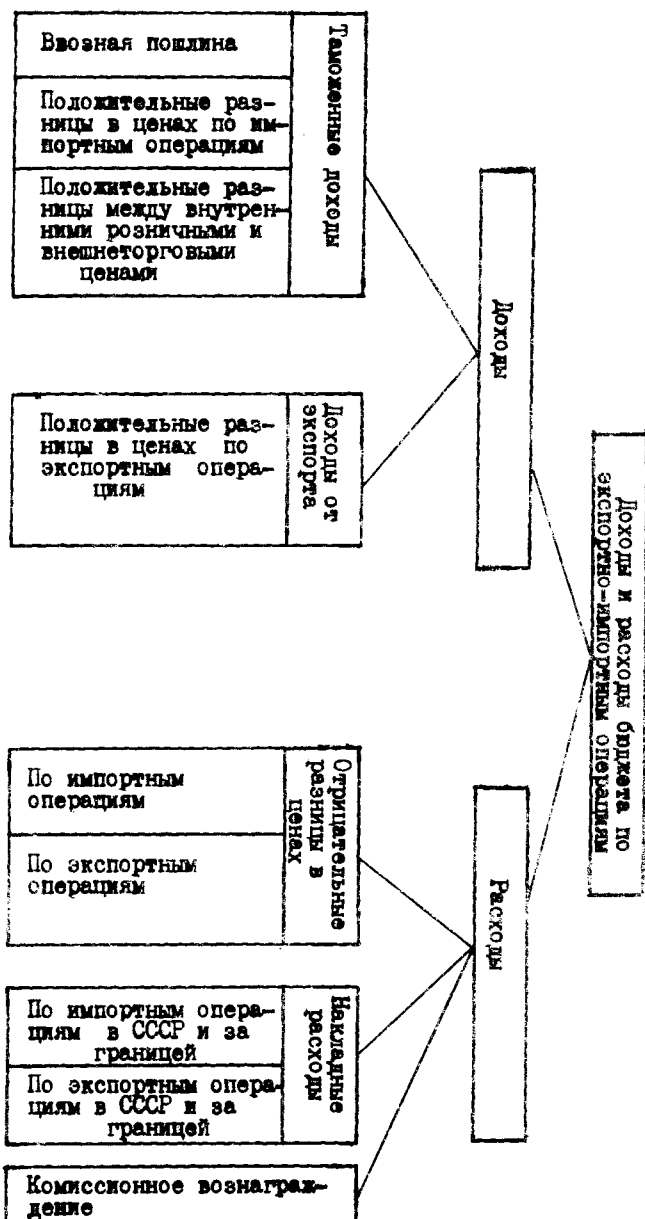 Доходы и расходы бюджета по
экспортно-импортным операциям
Доходы
Таможенные доходы
Ввозная пошлина
Положительные раз-
ницы в ценах по им-
портным операциям
Положительные раз-
ницы между внутрен-
ними розничными и
внешнеторговыми
ценами
Доходы от
экспорта
Положительные раз-
ницы в ценах по
экспортным опера-
циям
Расходы
Отрицательные
разницы в
ценах
По импортным
операциям
По экспортным
операциям
Накладные
расходы
По импортным опера-
циям в СССР и за
границей
По экспортным опера-
циям в СССР и за
границей
Комиссионное вознаграж-
дение